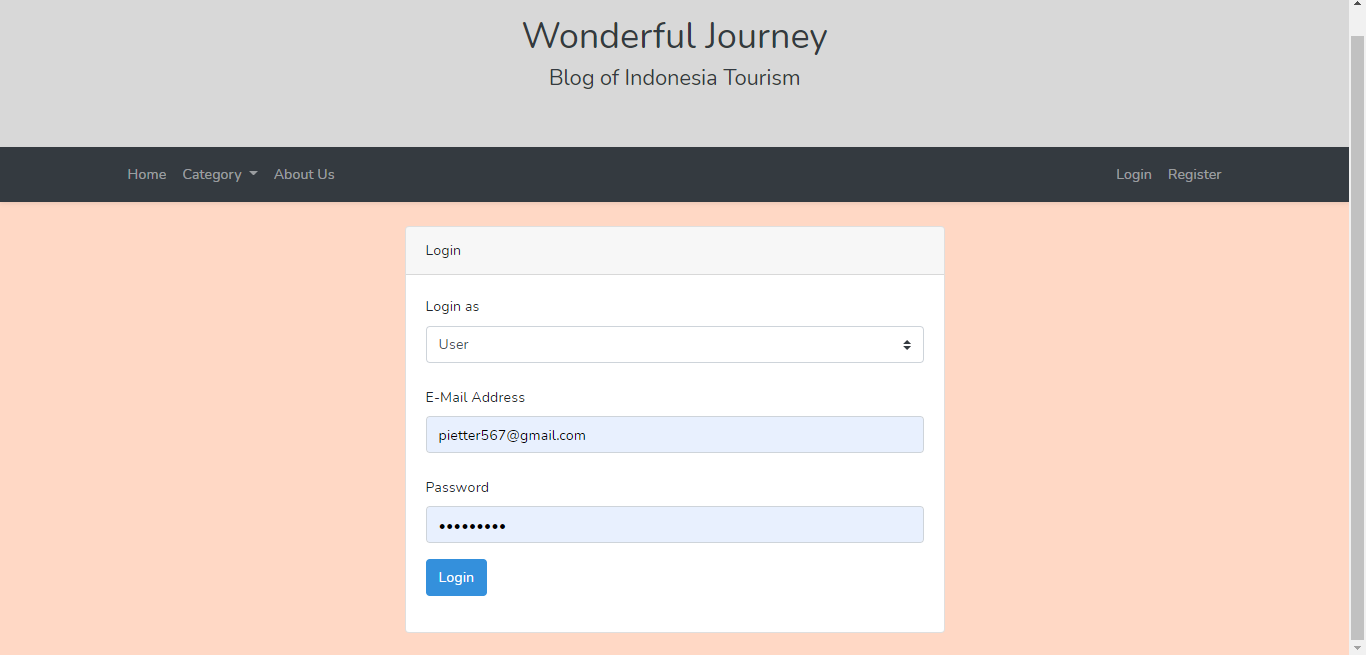 Wonderful Journey
Blog of Indonesia Tourism
Home Category About Us Login Register
Login
Login as
User
E-Mail Address
pietter567@gmail.com
Password
•••••••••
Login